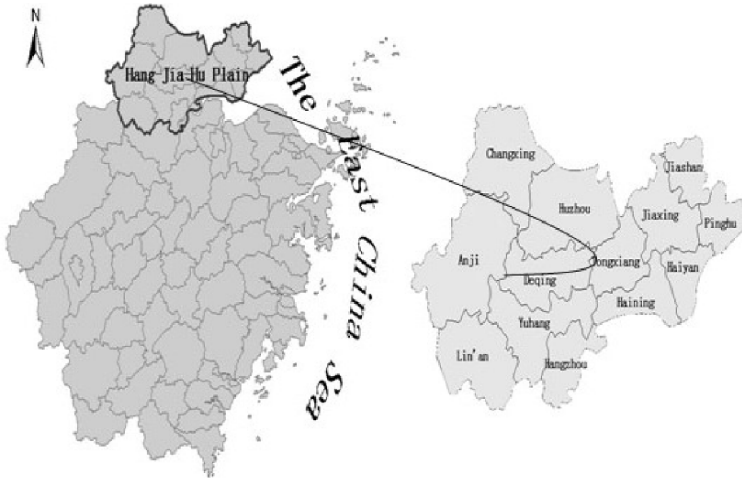 N
Hang Jia Hu Plain
The East China Sea
Changxing
Jiashan
Huzhou
Jiaxing
Pinghu
Anji
Tongxiang
Haiyan
Deqing
Haining
Yuhang
Lin'an
Hangzhou